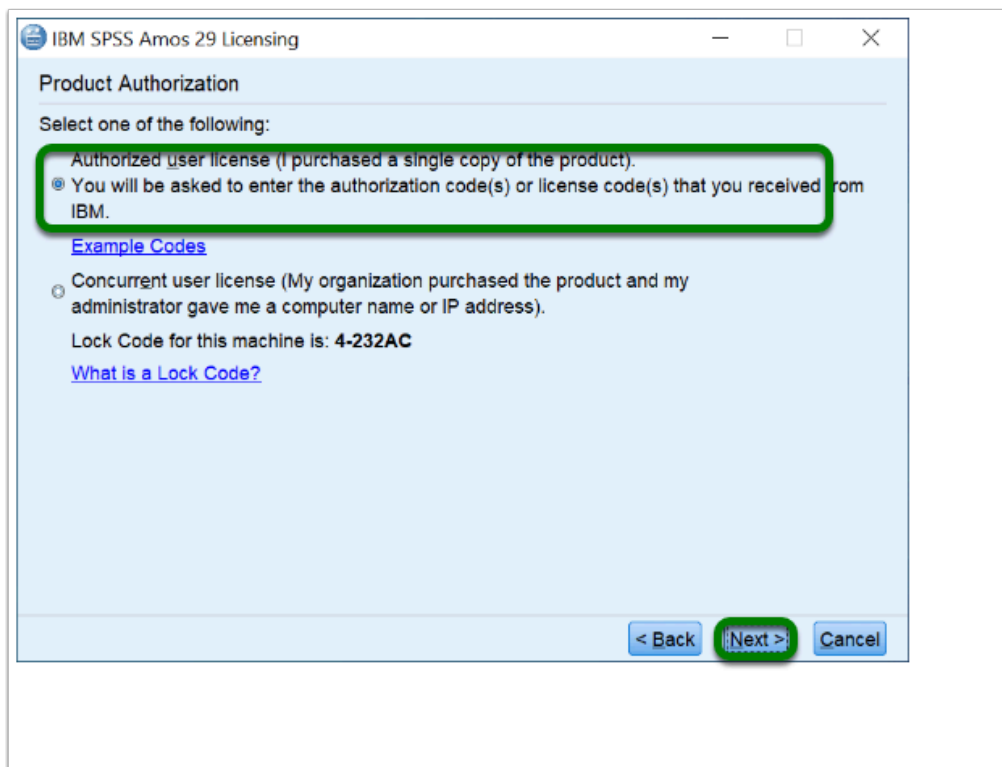 IBM SPSS Amos 29 Licensing
Product Authorization
Select one of the following:
Authorized user license (I purchased a single copy of the product).
You will be asked to enter the authorization code(s) or license code(s) that you received from
IBM.
Example Codes
Concurrent user license (My organization purchased the product and my
administrator gave me a computer name or IP address).
Lock Code for this machine is: 4-232AC
What is a Lock Code?
< Back Next > Cancel